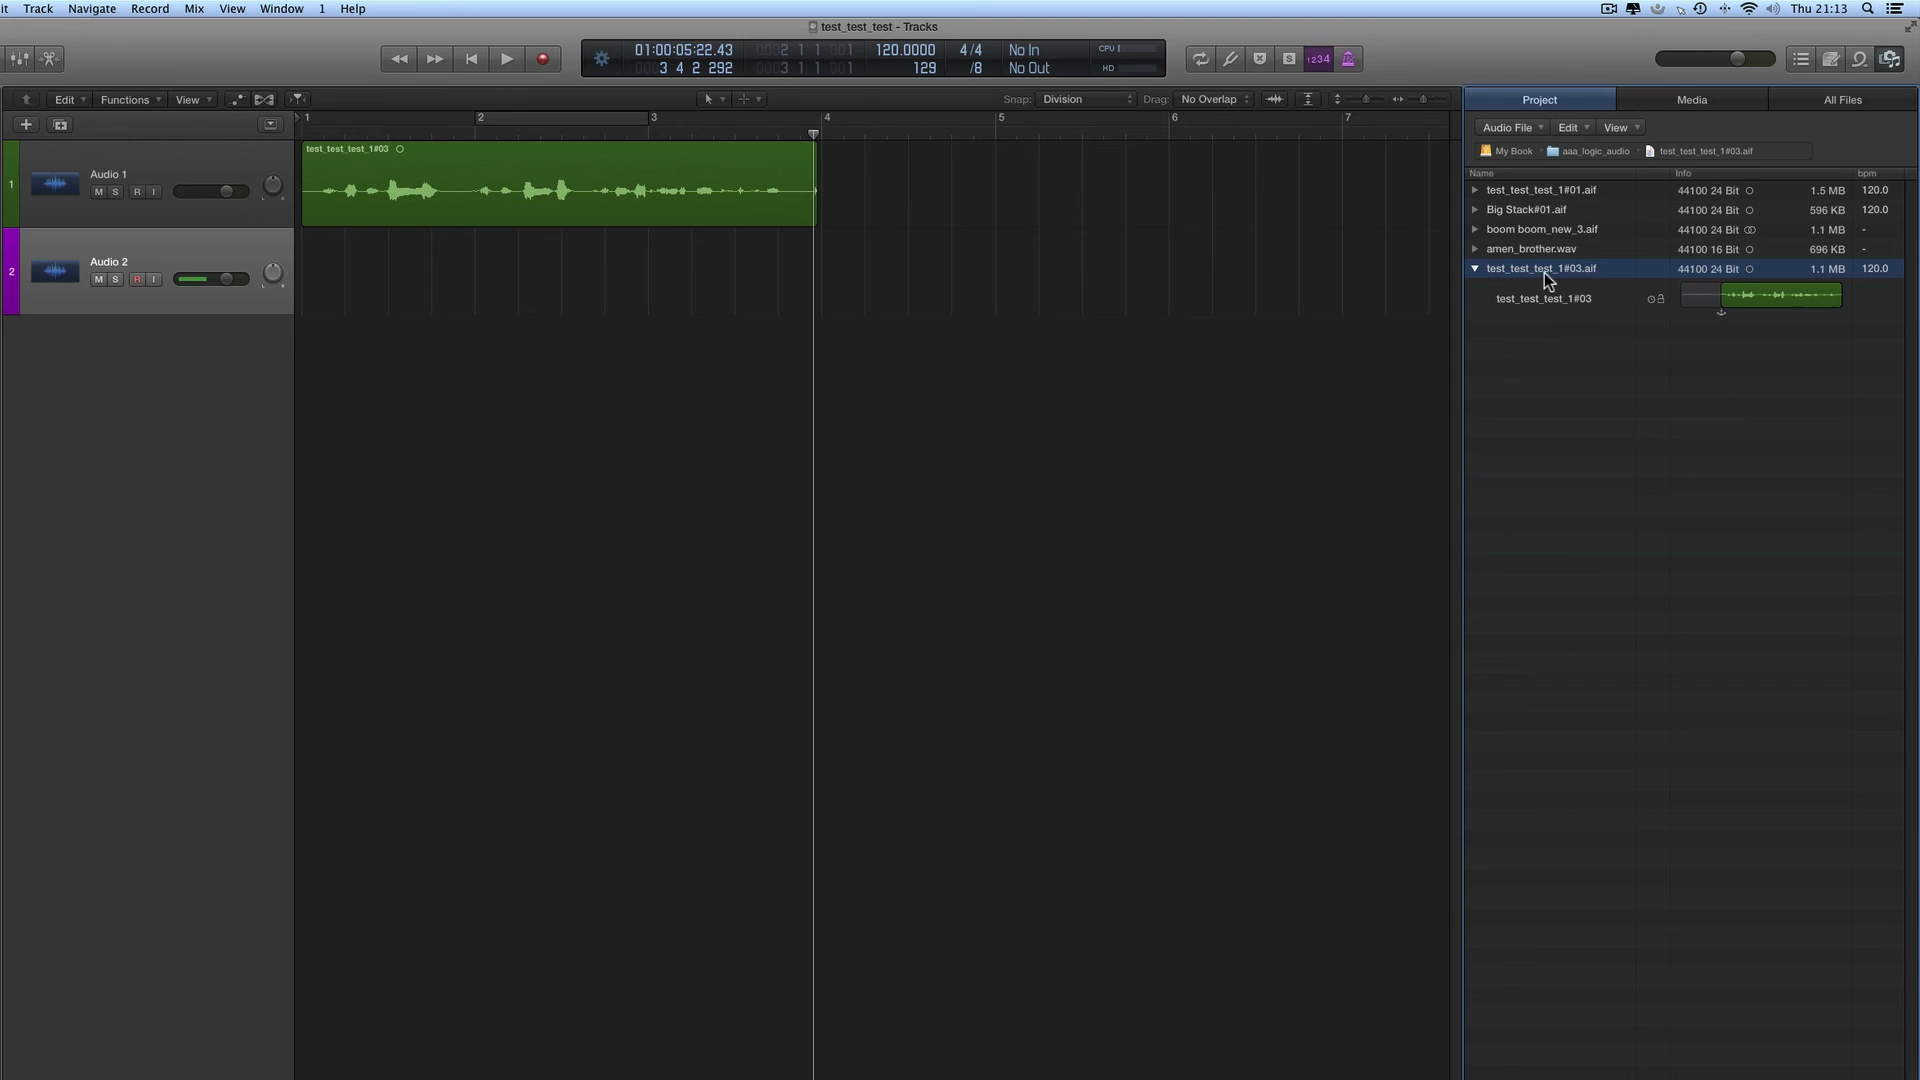 it Track Navigate Record Mix View Window 1 Help Thu 21:13
test_test_test - Tracks
01:00:05:22.43 0002 1 1 001 120.0000 4/4 No In CPU
3 4 2 292 0003 1 1 001 129 /8 No Out HD
S 1234
Edit Functions View Snap: Division Drag: No Overlap
Project Media All Files
1 2 3 4 5 6 7
Audio File Edit View
My Book aaa_logic_audio test_test_test_1#03.aif
Name Info bpm
test_test_test_1#03
1 Audio 1
M S R I
L R
test_test_test_1#01.aif 44100 24 Bit 1.5 MB 120.0
Big Stack#01.aif 44100 24 Bit 596 KB 120.0
boom boom_new_3.aif 44100 24 Bit 1.1 MB -
amen_brother.wav 44100 16 Bit 696 KB -
2 Audio 2
M S R I
L R
test_test_test_1#03.aif 44100 24 Bit 1.1 MB 120.0
test_test_test_1#03